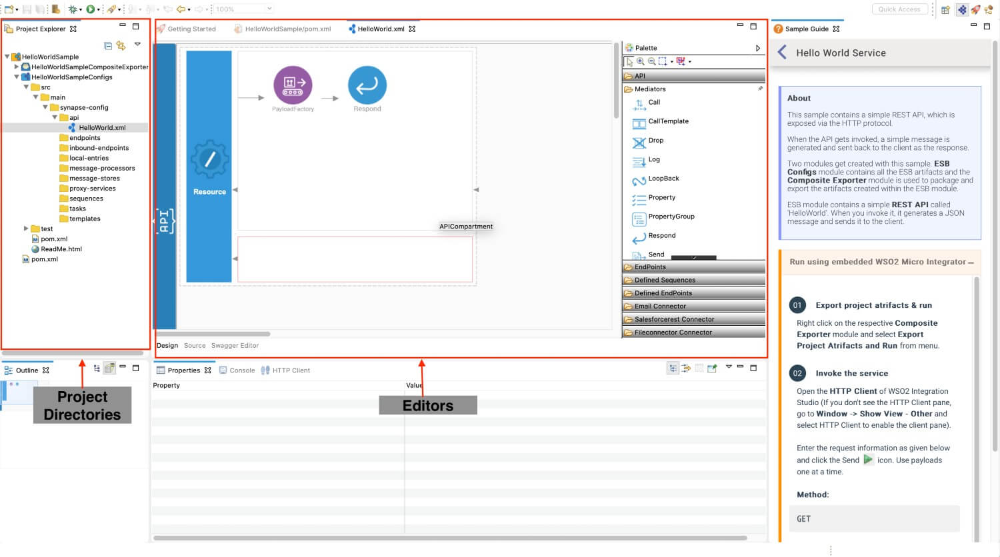 100%
Quick Access
Project Explorer
HelloWorldSample
HelloWorldSampleCompositeExporter
HelloWorldSampleConfigs
src
main
synapse-config
api
HelloWorld.xml
endpoints
inbound-endpoints
local-entries
message-processors
message-stores
proxy-services
sequences
tasks
templates
test
pom.xml
ReadMe.html
pom.xml
Getting Started
HelloWorldSample/pom.xml
HelloWorld.xml
{API}
Resource
PayloadFactory
Respond
APICompartment
Palette
API
Mediators
Call
CallTemplate
Drop
Log
LoopBack
Property
PropertyGroup
Respond
Send
EndPoints
Defined Sequences
Defined EndPoints
Email Connector
Salesforcerest Connector
Fileconnector Connector
Design Source Swagger Editor
Outline
Project
Directories
Properties Console HTTP Client
Property Value
Editors
Sample Guide
Hello World Service
About
This sample contains a simple REST API, which is
exposed via the HTTP protocol.
When the API gets invoked, a simple message is
generated and sent back to the client as the response.
Two modules get created with this sample. ESB
Configs module contains all the ESB artifacts and the
Composite Exporter module is used to package and
export the artifacts created within the ESB module.
ESB module contains a simple REST API called
'HelloWorld'. When you invoke it, it generates a JSON
message and sends it to the client.
Run using embedded WSO2 Micro Integrator
01 Export project atrifacts & run
Right click on the respective Composite
Exporter module and select Export
Project Atrifacts and Run from menu.
02 Invoke the service
Open the HTTP Client of WSO2 Integration
Studio (If you don't see the HTTP Client pane,
go to Window -> Show View - Other and
select HTTP Client to enable the client pane).
Enter the request information as given below
and click the Send icon. Use payloads
one at a time.
Method:
GET